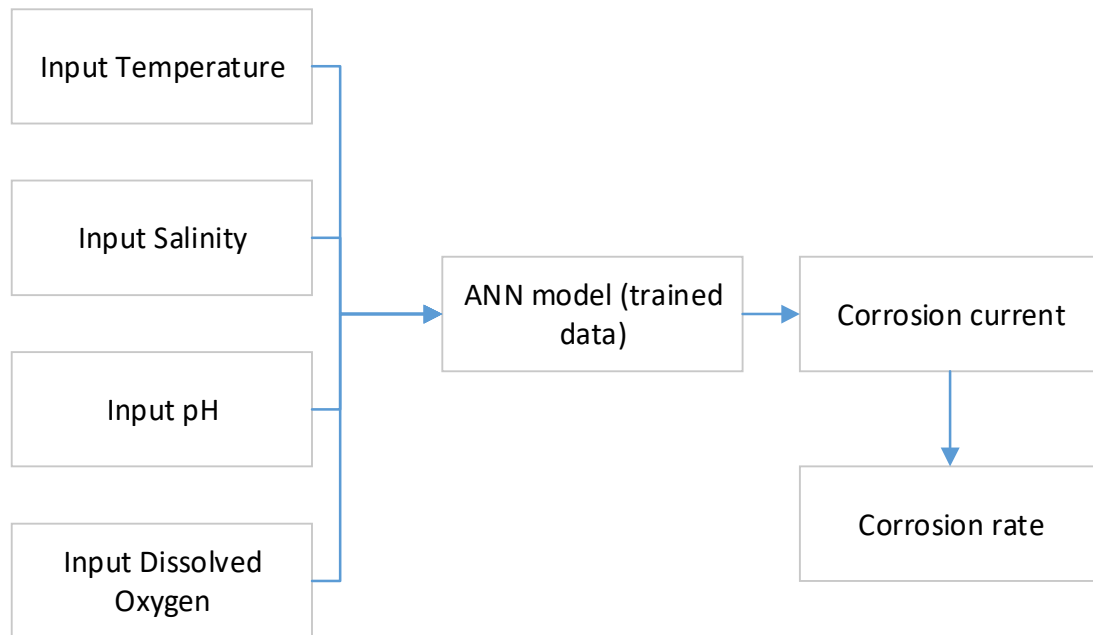 Input Temperature
Input Salinity
Input pH
Input Dissolved
Oxygen
ANN model (trained
data)
Corrosion current
Corrosion rate